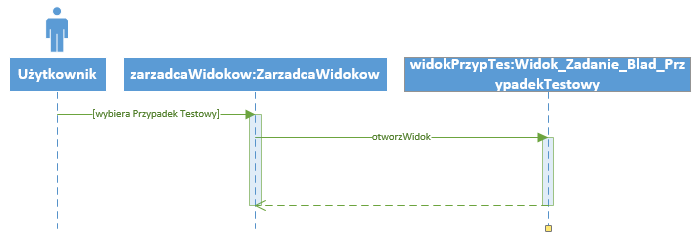 Użytkownik
zarzadcaWidokow:ZarzadcaWidokow
widokPrzypTes:Widok_Zadanie_Blad_Prz
ypadekTestowy
[wybiera Przypadek Testowy]
otworzWidok